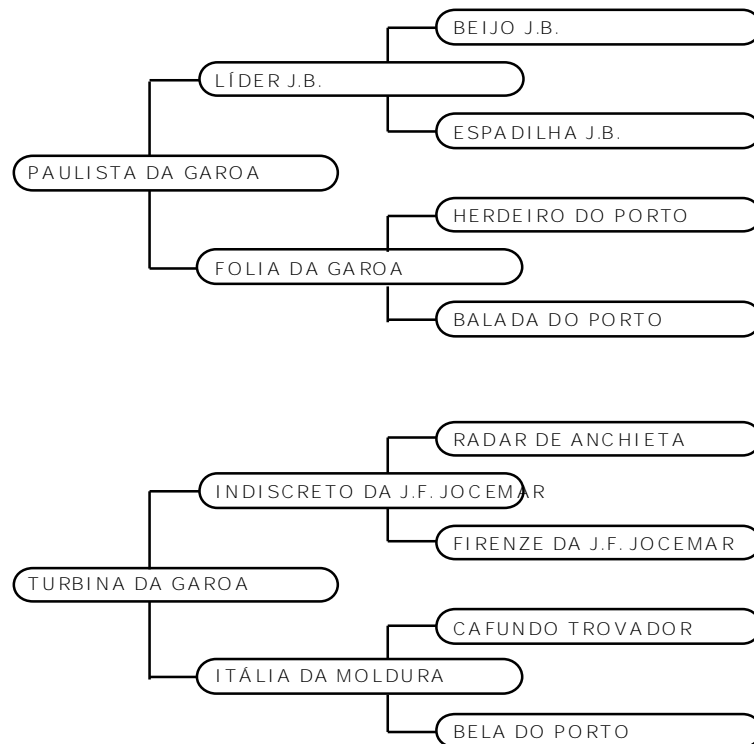 BEIJO J.B.
LÍDER J.B.
ESPADILHA J.B.
PAULISTA DA GAROA
HERDEIRO DO PORTO
FOLIA DA GAROA
BALADA DO PORTO
RADAR DE ANCHIETA
INDISCRETO DA J.F. JOCEMAR
FIRENZE DA J.F. JOCEMAR
TURBINA DA GAROA
CAFUNDO TROVADOR
ITÁLIA DA MOLDURA
BELA DO PORTO